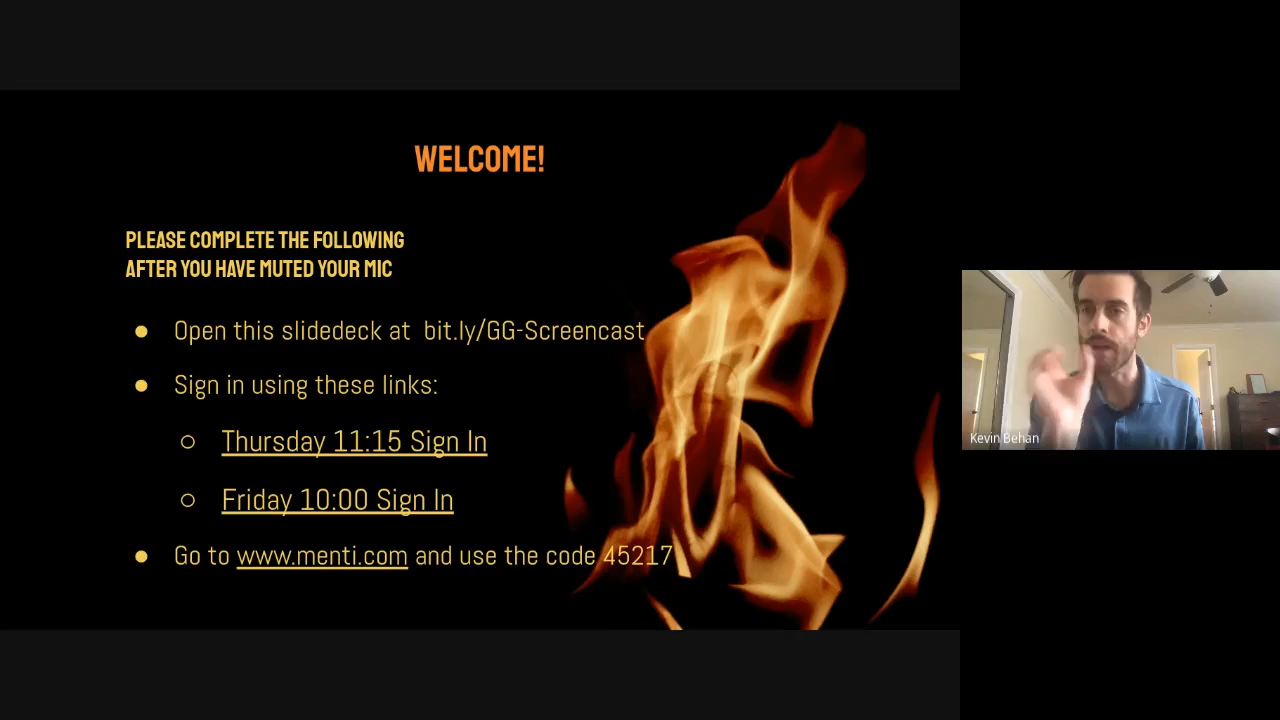 WELCOME!
PLEASE COMPLETE THE FOLLOWING
AFTER YOU HAVE MUTED YOUR MIC
● Open this slidedeck at bit.ly/GG-Screencast
● Sign in using these links:
○ Thursday 11:15 Sign In
○ Friday 10:00 Sign In
● Go to www.menti.com and use the code 45217
Kevin Behan